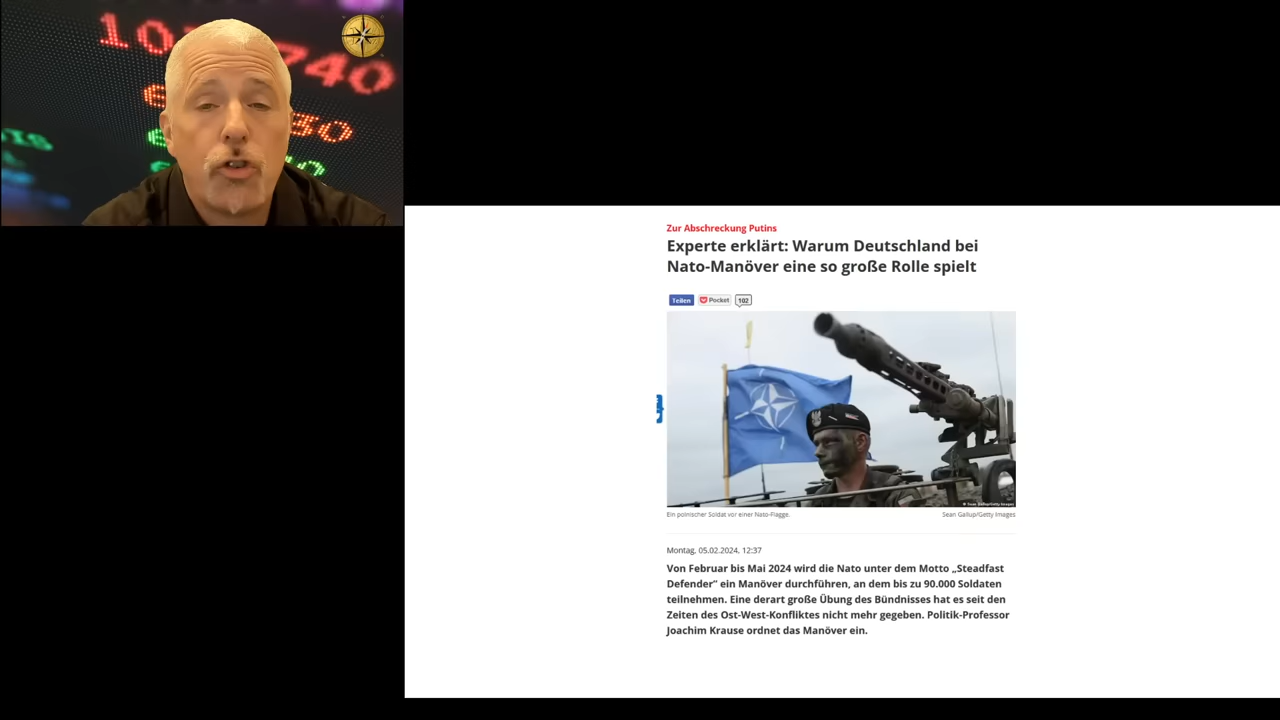 Zur Abschreckung Putins
Experte erklärt: Warum Deutschland bei
Nato-Manöver eine so große Rolle spielt
Teilen
Pocket
102
© Sean Gallup/Getty Images
Ein polnischer Soldat vor einer Nato-Flagge.
Sean Gallup/Getty Images
Montag, 05.02.2024, 12:37
Von Februar bis Mai 2024 wird die Nato unter dem Motto „Steadfast
Defender“ ein Manöver durchführen, an dem bis zu 90.000 Soldaten
teilnehmen. Eine derart große Übung des Bündnisses hat es seit den
Zeiten des Ost-West-Konfliktes nicht mehr gegeben. Politik-Professor
Joachim Krause ordnet das Manöver ein.